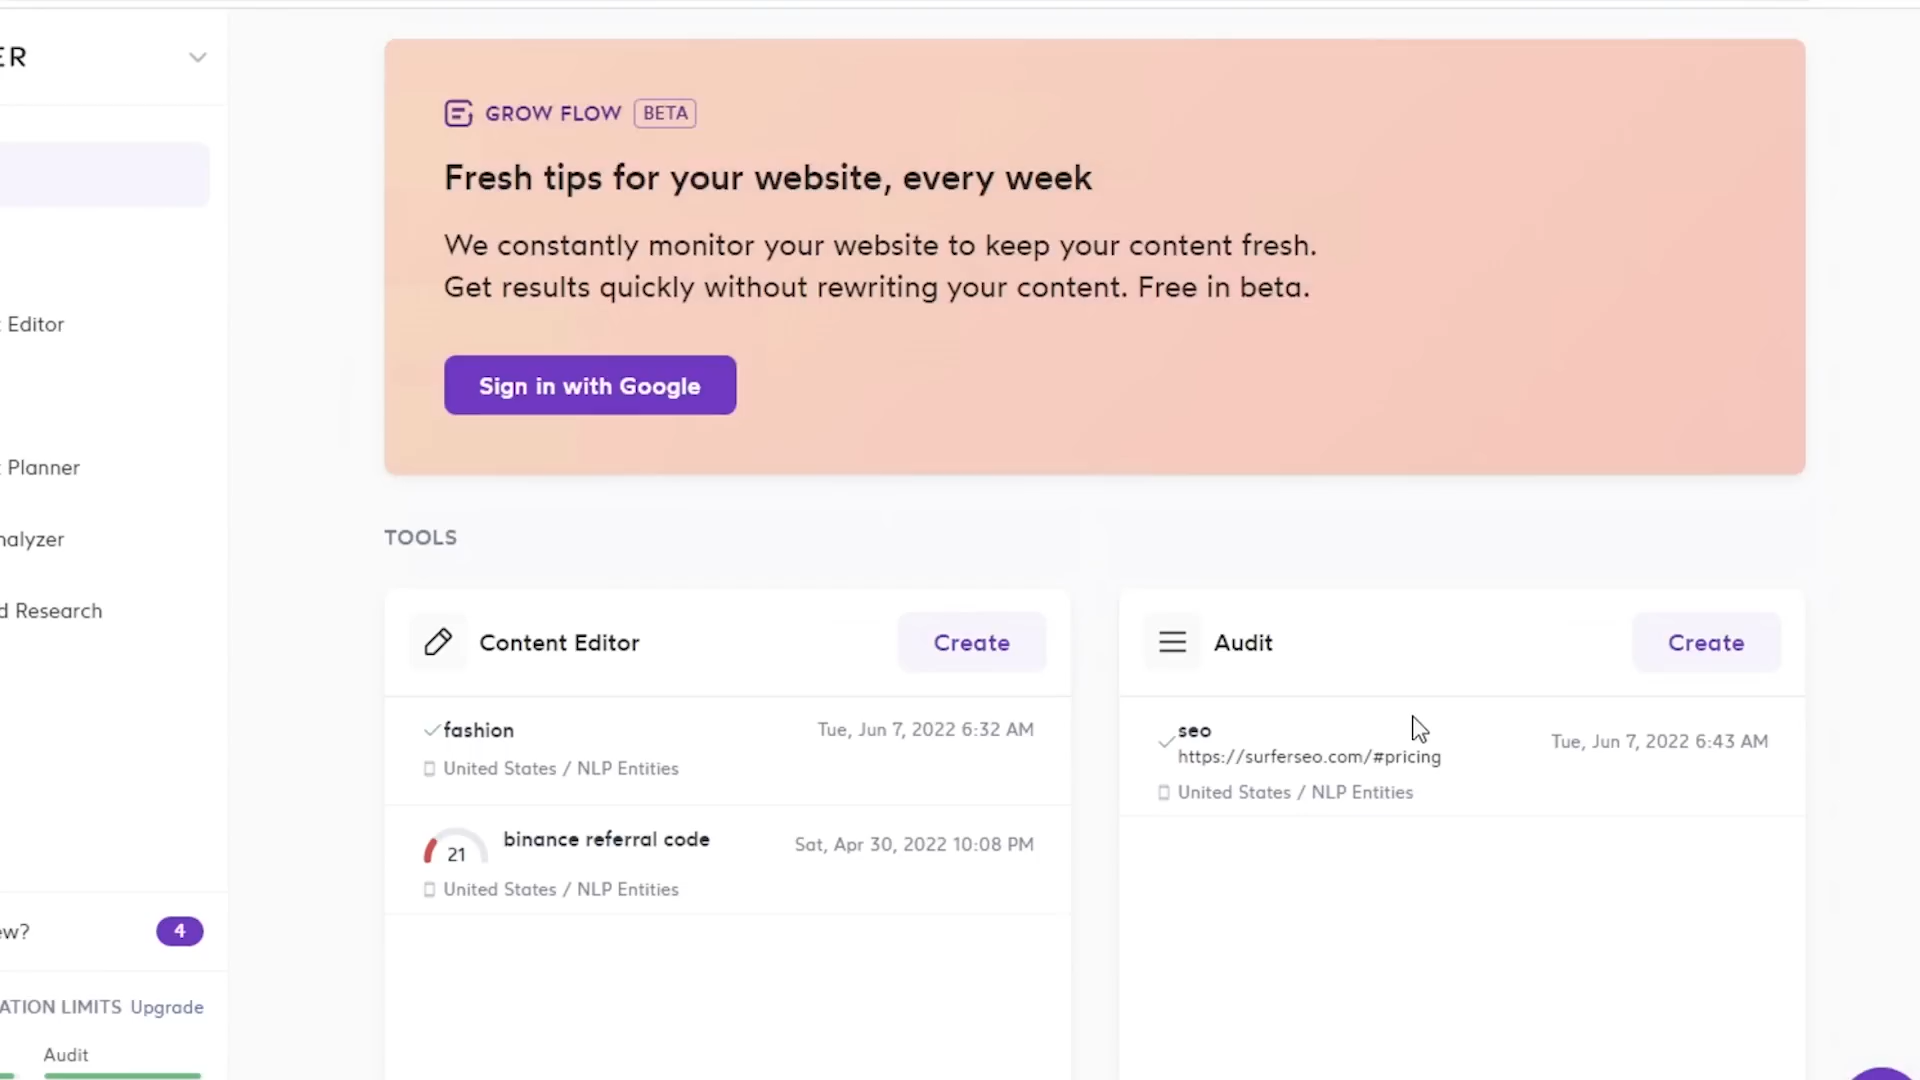 ER
Editor
Planner
nalyzer
d Research
ew?
4
ATION LIMITS Upgrade
Audit
GROW FLOW BETA
Fresh tips for your website, every week
We constantly monitor your website to keep your content fresh.
Get results quickly without rewriting your content. Free in beta.
Sign in with Google
TOOLS
Content Editor Create
fashion Tue, Jun 7, 2022 6:32 AM
United States / NLP Entities
21 binance referral code Sat, Apr 30, 2022 10:08 PM
United States / NLP Entities
Audit Create
seo
https://surferseo.com/#pricing Tue, Jun 7, 2022 6:43 AM
United States / NLP Entities